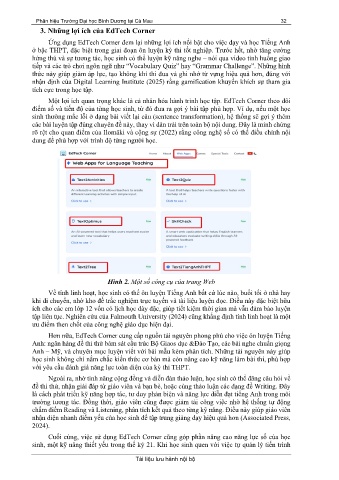 Phân hiệu Trường Đại học Bình Dương tại Cà Mau 32
3. Những lợi ích của EdTech Corner
Ứng dụng EdTech Corner đem lại những lợi ích nổi bật cho việc dạy và học Tiếng Anh
ở bậc THPT, đặc biệt trong giai đoạn ôn luyện kỳ thi tốt nghiệp. Trước hết, nhờ tăng cường
hứng thú và sự tương tác, học sinh có thể luyện kỹ năng nghe – nói qua video tình huống giao
tiếp và các trò chơi ngôn ngữ như “Vocabulary Quiz” hay “Grammar Challenge”. Những hình
thức này giúp giảm áp lực, tạo không khí thi đua và ghi nhớ từ vựng hiệu quả hơn, đúng với
nhận định của Digital Learning Institute (2025) rằng gamification khuyến khích sự tham gia
tích cực trong học tập.
Một lợi ích quan trọng khác là cá nhân hóa hành trình học tập. EdTech Corner theo dõi
điểm số và tiến độ của từng học sinh, từ đó đưa ra gợi ý bài tập phù hợp. Ví dụ, nếu một học
sinh thường mắc lỗi ở dạng bài viết lại câu (sentence transformation), hệ thống sẽ gợi ý thêm
các bài luyện tập đúng chuyên đề này, thay vì dàn trải trên toàn bộ nội dung. Đây là minh chứng
rõ rệt cho quan điểm của Ilomäki và cộng sự (2022) rằng công nghệ số có thể điều chỉnh nội
dung để phù hợp với trình độ từng người học.
EdTech Corner
Web Apps for Language Teaching
Text2Activities
Text2Quiz
Click to use
Click to use
TextOptimus
SkillCheck
Click to use
Click to use
Text2Test
Text2TiengAnhTHPT
Hình 2. Một số công cụ của trang Web
Về tính linh hoạt, học sinh có thể ôn luyện Tiếng Anh bất cứ lúc nào, buổi tối ở nhà hay
khi di chuyển, nhờ kho đề trắc nghiệm trực tuyến và tài liệu luyện đọc. Điều này đặc biệt hữu
ích cho các em lớp 12 vốn có lịch học dày đặc, giúp tiết kiệm thời gian mà vẫn đảm bảo luyện
tập liên tục. Nghiên cứu của Falmouth University (2024) cũng khẳng định tính linh hoạt là một
ưu điểm then chốt của công nghệ giáo dục hiện đại.
Hơn nữa, EdTech Corner cung cấp nguồn tài nguyên phong phú cho việc ôn luyện Tiếng
Anh: ngân hàng đề thi thử bám sát cấu trúc Bộ Giáo dục &Đào Tạo, các bài nghe chuẩn giọng
Anh – Mỹ, và chuyên mục luyện viết với bài mẫu kèm phân tích. Những tài nguyên này giúp
học sinh không chỉ nắm chắc kiến thức cơ bản mà còn nâng cao kỹ năng làm bài thi, phù hợp
với yêu cầu đánh giá năng lực toàn diện của kỳ thi THPT.
Ngoài ra, nhờ tính năng cộng đồng và diễn đàn thảo luận, học sinh có thể đăng câu hỏi về
đề thi thử, nhận giải đáp từ giáo viên và bạn bè, hoặc cùng thảo luận các dạng đề Writing. Đây
là cách phát triển kỹ năng hợp tác, tư duy phản biện và năng lực diễn đạt tiếng Anh trong môi
trường tương tác. Đồng thời, giáo viên cũng được giảm tải công việc nhờ hệ thống tự động
chấm điểm Reading và Listening, phân tích kết quả theo từng kỹ năng. Điều này giúp giáo viên
nhận diện nhanh điểm yếu của học sinh để tập trung giảng dạy hiệu quả hơn (Associated Press,
2024).
Cuối cùng, việc sử dụng EdTech Corner cũng góp phần nâng cao năng lực số của học
sinh, một kỹ năng thiết yếu trong thế kỷ 21. Khi học sinh quen với việc tự quản lý tiến trình
Tài liệu lưu hành nội bộ